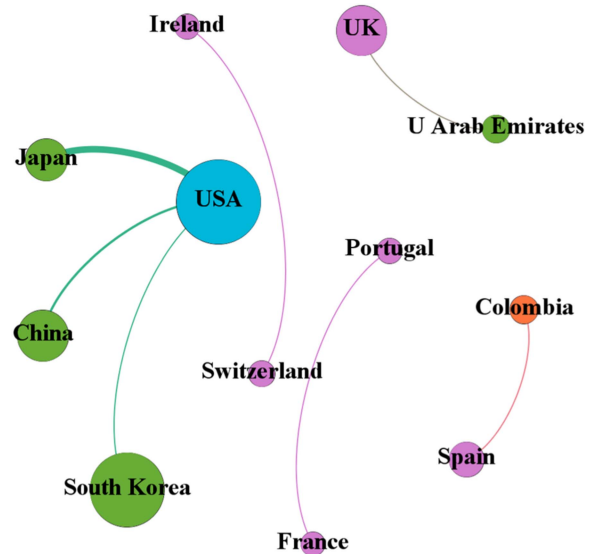 Ireland
UK
U Arab Emirates
Japan
USA
Portugal
Colombia
China
Switzerland
Spain
South Korea
France